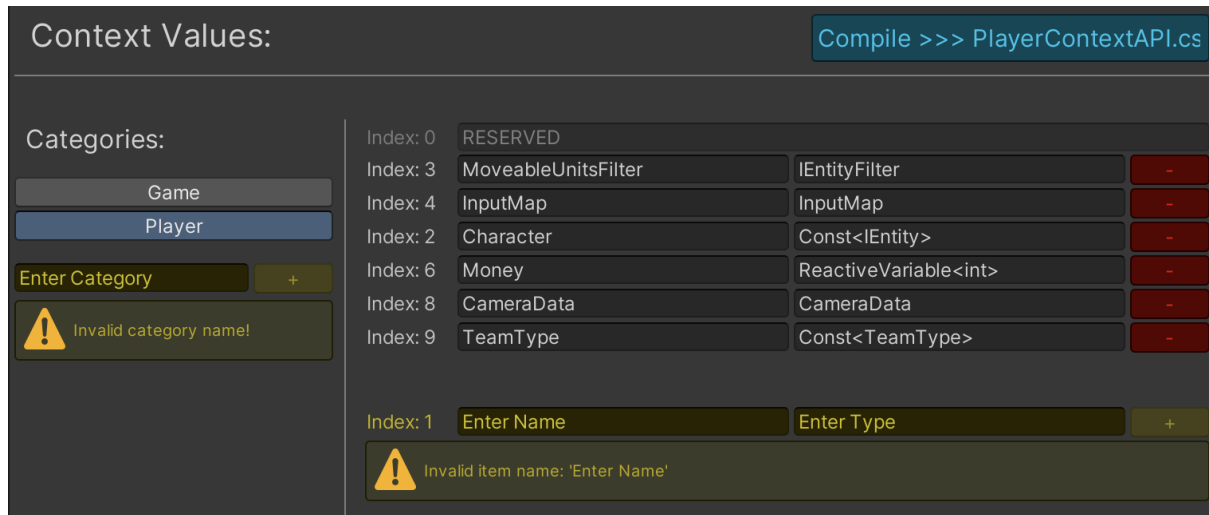 Context Values:
Compile >>> PlayerContextAPI.cs
Categories:
Game
Player
Enter Category +
Invalid category name!
Index: 0 RESERVED
Index: 3 MoveableUnitsFilter IEntityFilter -
Index: 4 InputMap InputMap -
Index: 2 Character Const<IEntity> -
Index: 6 Money ReactiveVariable<int> -
Index: 8 CameraData CameraData -
Index: 9 TeamType Const<TeamType> -
Index: 1 Enter Name Enter Type +
Invalid item name: 'Enter Name'